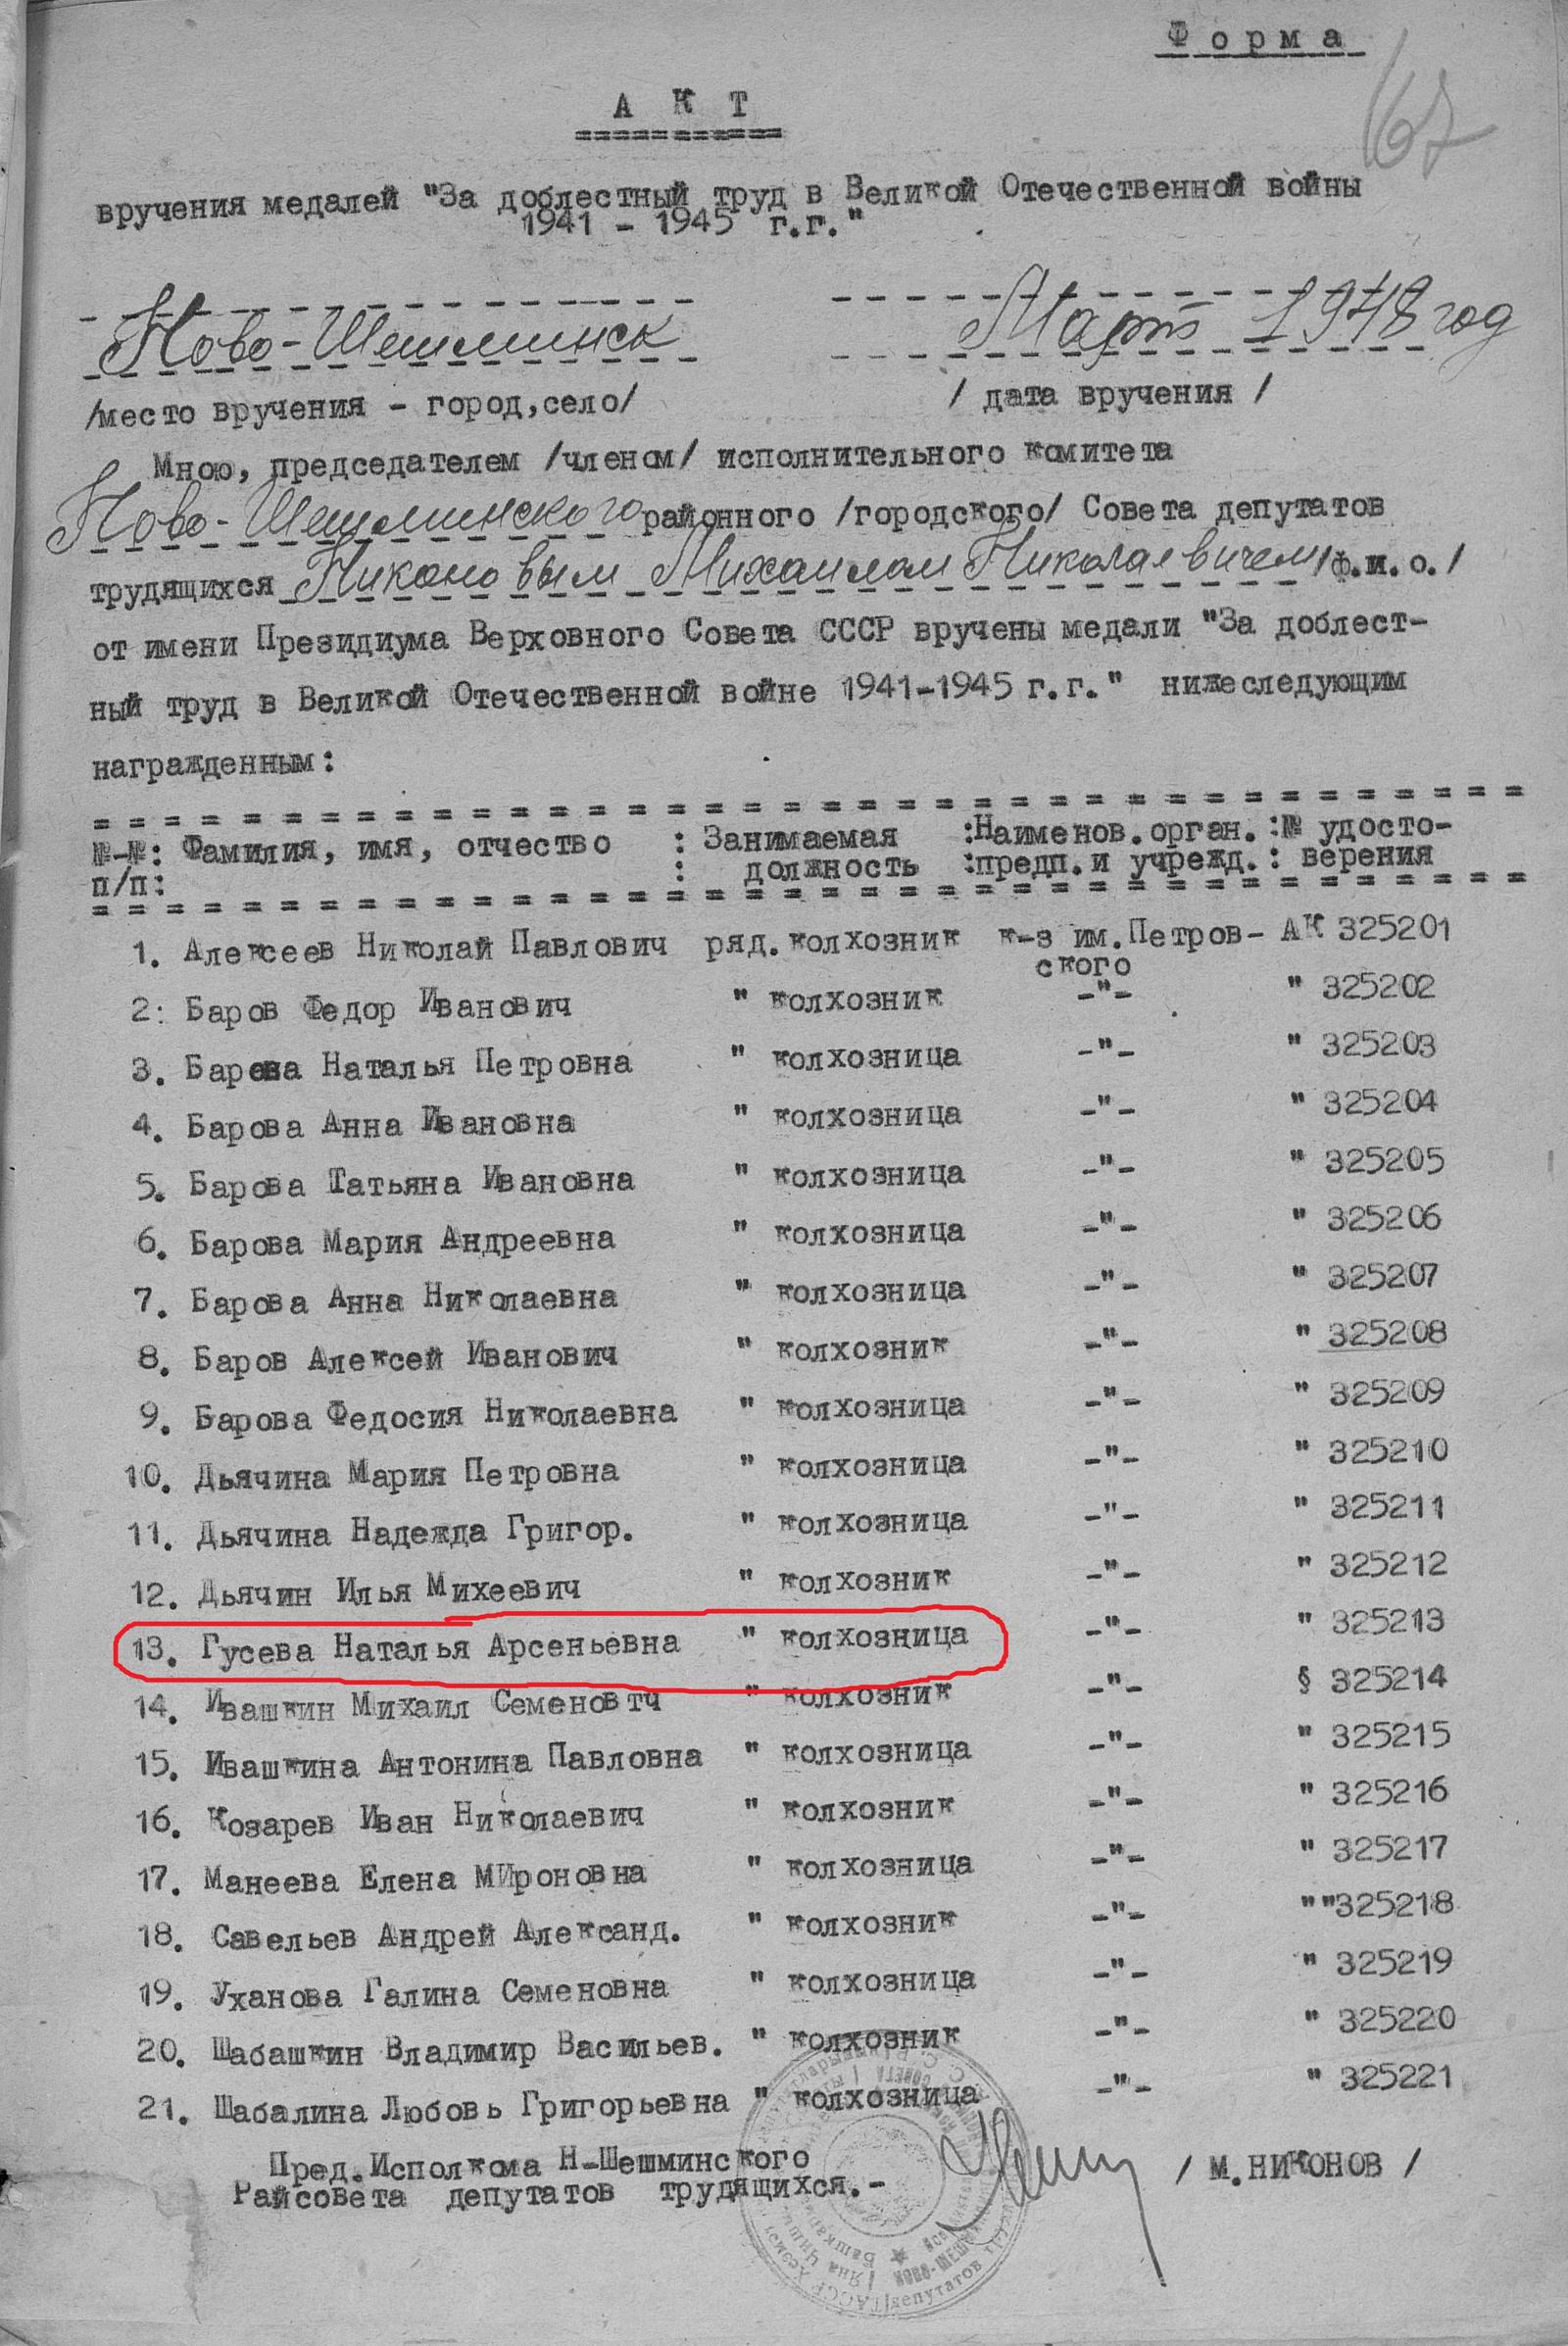 Форма
67
АКТ
вручения медалей "За доблестный труд в Великой Отечественной войны
1941 - 1945 г.г."
Ново-Шешминск Март 1948 год
/место вручения - город,село/ / дата вручения /
Мною, председателем /членом/ исполнительного комитета
Ново-Шешминского районного /городского/ Совета депутатов
трудящихся Никоновым Михаилом Николаевичем /ф.и.о./
от имени Президиума Верховного Совета СССР вручены медали "За доблест-
ный труд в Великой Отечественной войне 1941-1945 г.г." нижеследующим
награжденным:
№-№: Фамилия, имя, отчество : Занимаемая :Наименов.орган. :№ удосто-
п/п: : должность :предп.и учрежд. : верения
1. Алексеев Николай Павлович ряд. колхозник к-з им.Петров- АК 325201
ского
2: Баров Федор Иванович " колхозник -"- " 325202
3. Барова Наталья Петровна " колхозница -"- " 325203
4. Барова Анна Ивановна " колхозница -"- " 325204
5. Барова Татьяна Ивановна " колхозница -"- " 325205
6. Барова Мария Андреевна " колхозница -"- " 325206
7. Барова Анна Николаевна " колхозница -"- " 325207
8. Баров Алексей Иванович " колхозник -"- " 325208
9. Барова Федосия Николаевна " колхозница -"- " 325209
10. Дьячина Мария Петровна " колхозница -"- " 325210
11. Дьячина Надежда Григор. " колхозница -"- " 325211
12. Дьячин Илья Михеевич " колхозник -"- " 325212
13. Гусева Наталья Арсеньевна " колхозница -"- " 325213
14. Ивашкин Михаил Семеновтч " колхозник -"- § 325214
15. Ивашкина Антонина Павловна " колхозница -"- " 325215
16. Козарев Иван Николаевич " колхозник -"- " 325216
17. Манеева Елена МИроновна " колхозница -"- " 325217
18. Савельев Андрей Александ. " колхозник -"- " "325218
19. Уханова Галина Семеновна " колхозница -"- " 325219
20. Шабашкин Владимир Васильев. " колхозник -"- " 325220
21. Шабалина Любовь Григорьевна " колхозница -"- " 325221
Пред.Исполкома Н-Шешминского
Райсовета депутатов трудящихся.- / М.НИКОНОВ /